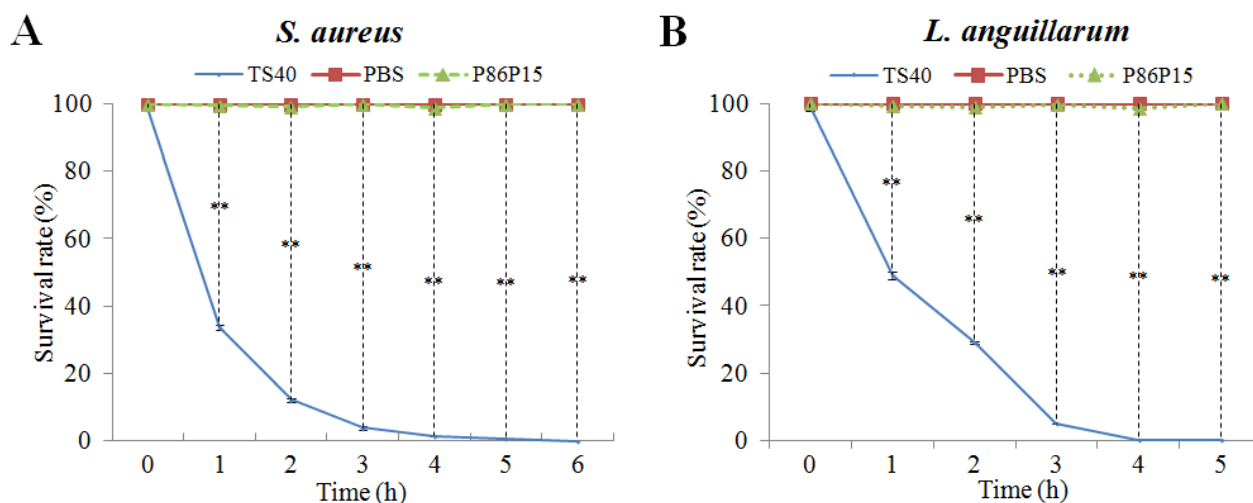 A
S. aureus
TS40 PBS P86P15
Survival rate (%)
100
80
60
40
20
0
** ** ** ** ** **
0 1 2 3 4 5 6
Time (h)
B
L. anguillarum
TS40 PBS P86P15
Survival rate (%)
100
80
60
40
20
0
** ** ** ** **
0 1 2 3 4 5
Time (h)